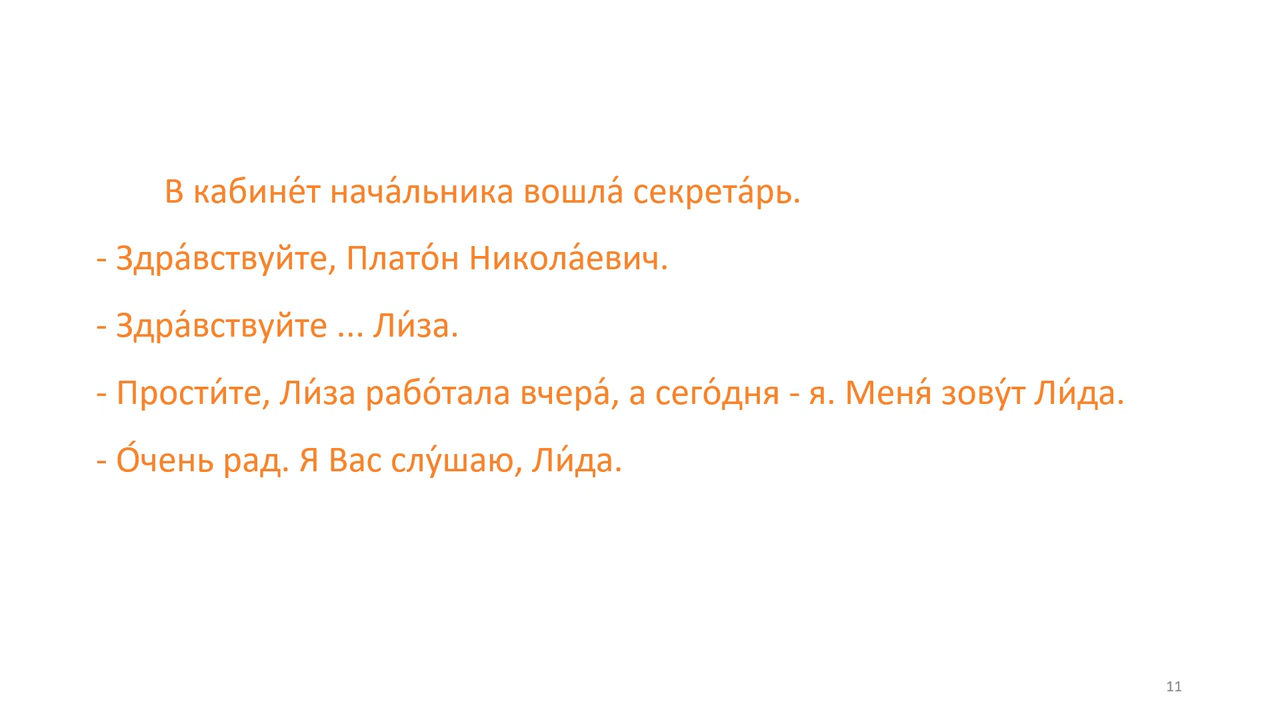 В кабине́т нача́льника вошла́ секрета́рь.
- Здра́вствуйте, Плато́н Никола́евич.
- Здра́вствуйте ... Ли́за.
- Прости́те, Ли́за рабо́тала вчера́, а сего́дня - я. Меня́ зову́т Ли́да.
- О́чень рад. Я Вас слу́шаю, Ли́да.
11